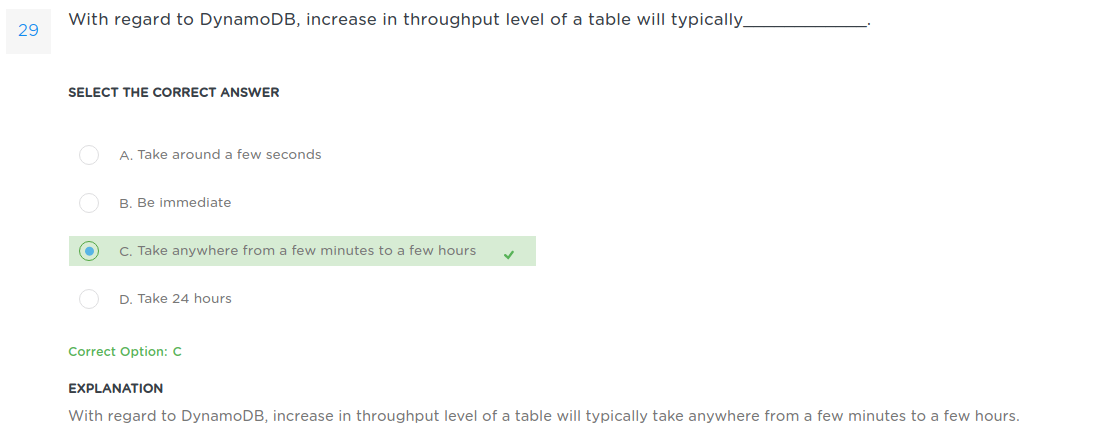 29
With regard to DynamoDB, increase in throughput level of a table will typically_____________.
SELECT THE CORRECT ANSWER
A. Take around a few seconds
B. Be immediate
C. Take anywhere from a few minutes to a few hours
D. Take 24 hours
Correct Option: C
EXPLANATION
With regard to DynamoDB, increase in throughput level of a table will typically take anywhere from a few minutes to a few hours.